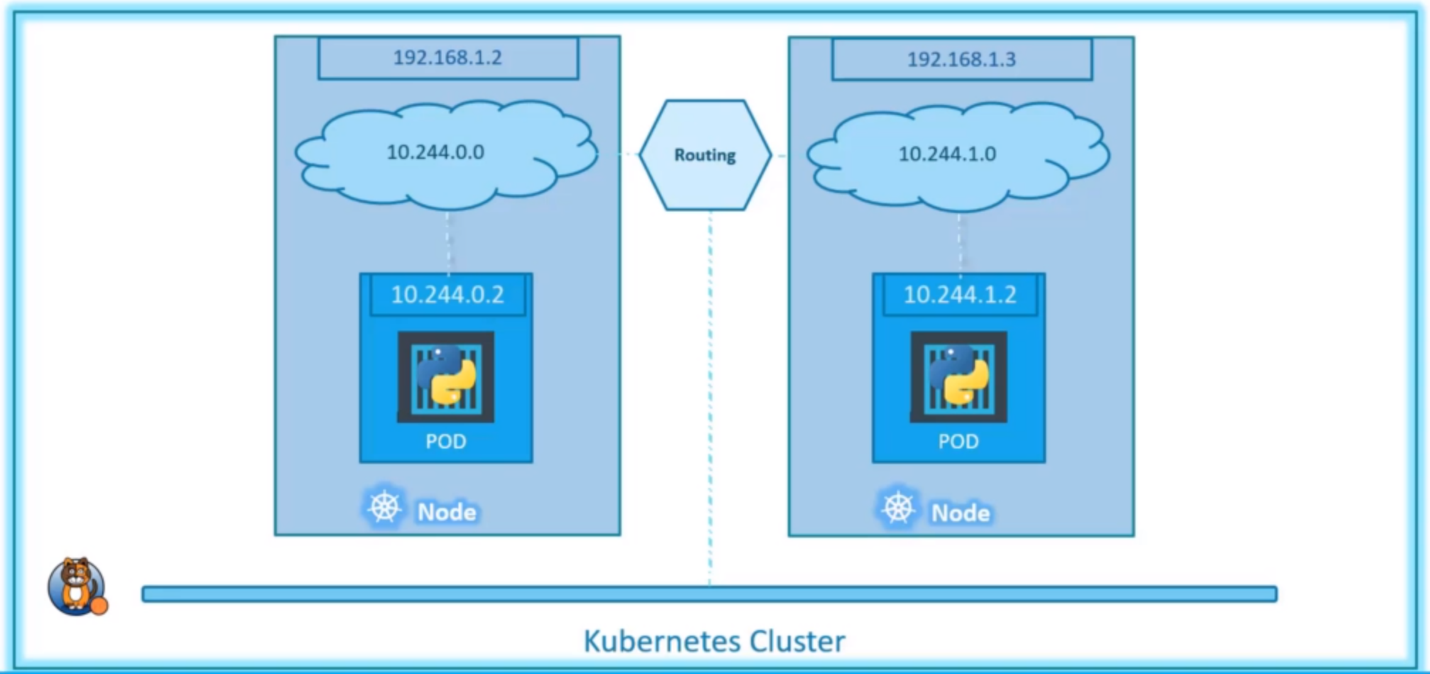 192.168.1.2
192.168.1.3
10.244.0.0
Routing
10.244.1.0
10.244.0.2
10.244.1.2
POD
POD
Node
Node
Kubernetes Cluster